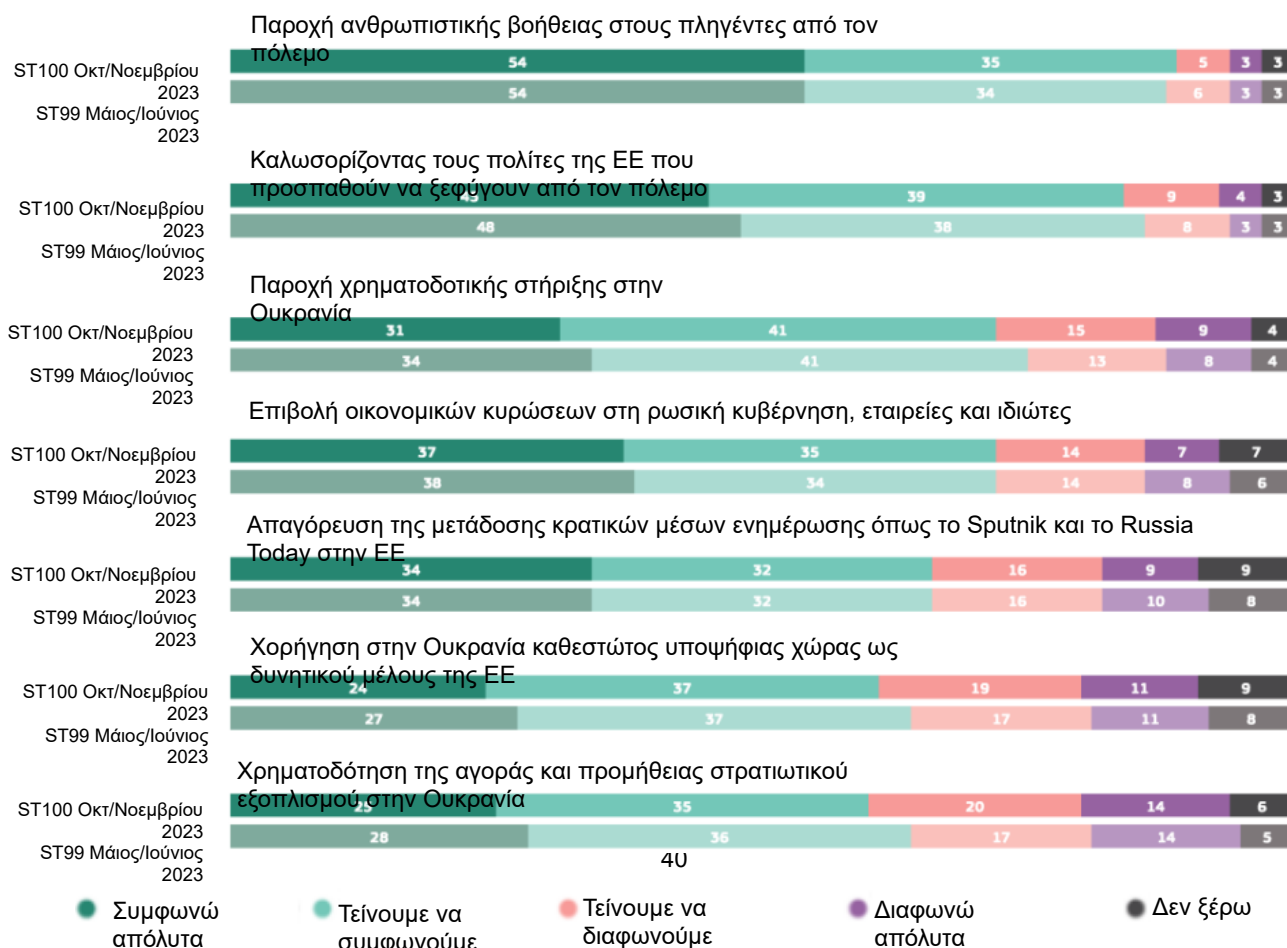 Παροχή ανθρωπιστικής βοήθειας στους πληγέντες από τον
πόλεμο
ST100 Οκτ/Νοεμβρίου
2023
54 35 5 3 3
ST99 Μάιος/Ιούνιος
2023
54 34 6 3 3
Καλωσορίζοντας τους πολίτες της ΕΕ που
προσπαθούν να ξεφύγουν από τον πόλεμο
ST100 Οκτ/Νοεμβρίου
2023
45 39 9 4 3
ST99 Μάιος/Ιούνιος
2023
48 38 8 3 3
Παροχή χρηματοδοτικής στήριξης στην
Ουκρανία
ST100 Οκτ/Νοεμβρίου
2023
31 41 15 9 4
ST99 Μάιος/Ιούνιος
2023
34 41 13 8 4
Επιβολή οικονομικών κυρώσεων στη ρωσική κυβέρνηση, εταιρείες και ιδιώτες
ST100 Οκτ/Νοεμβρίου
2023
37 35 14 7 7
ST99 Μάιος/Ιούνιος
2023
38 34 14 8 6
Απαγόρευση της μετάδοσης κρατικών μέσων ενημέρωσης όπως το Sputnik και το Russia
Today στην ΕΕ
ST100 Οκτ/Νοεμβρίου
2023
34 32 16 9 9
ST99 Μάιος/Ιούνιος
2023
34 32 16 10 8
Χορήγηση στην Ουκρανία καθεστώτος υποψήφιας χώρας ως
δυνητικού μέλους της ΕΕ
ST100 Οκτ/Νοεμβρίου
2023
24 37 19 11 9
ST99 Μάιος/Ιούνιος
2023
27 37 17 11 8
Χρηματοδότηση της αγοράς και προμήθειας στρατιωτικού
εξοπλισμού στην Ουκρανία
ST100 Οκτ/Νοεμβρίου
2023
25 35 20 14 6
ST99 Μάιος/Ιούνιος
2023
28 36 17 14 5
40
Συμφωνώ
απόλυτα
Τείνουμε να
συμφωνούμε
Τείνουμε να
διαφωνούμε
Διαφωνώ
απόλυτα
Δεν ξέρω